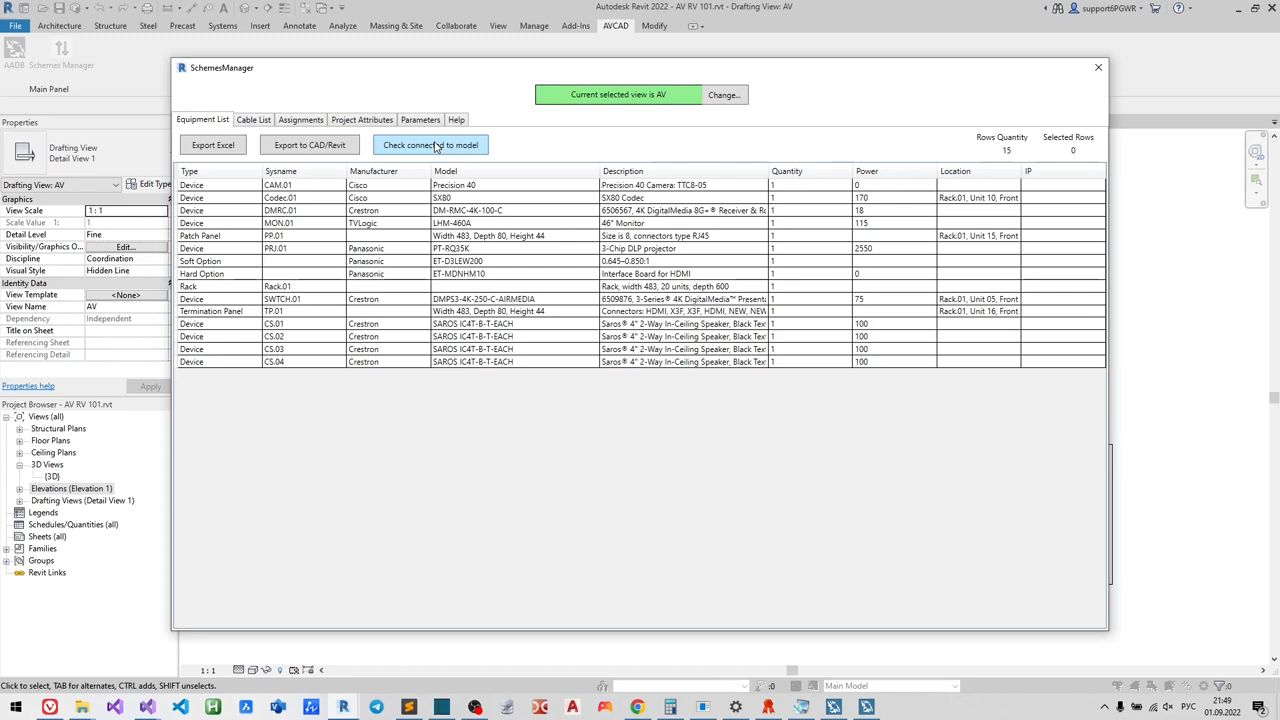 Autodesk Revit 2022 - AV RV 101.rvt - Drafting View: AV
support6PGWR
File Architecture Structure Steel Precast Systems Insert Annotate Analyze Massing & Site Collaborate View Manage Add-Ins AVCAD Modify
AADB Schemes Manager
Main Panel
SchemesManager
Current selected view is AV Change...
Equipment List Cable List Assignments Project Attributes Parameters Help
Export Excel Export to CAD/Revit Check connected to model
Rows Quantity Selected Rows
15 0
Type Sysname Manufacturer Model Description Quantity Power Location IP
Device CAM.01 Cisco Precision 40 Precision 40 Camera: TTC8-05 1 0
Device Codec.01 Cisco SX80 SX80 Codec 1 170 Rack.01, Unit 10, Front
Device DMRC.01 Crestron DM-RMC-4K-100-C 6506567, 4K DigitalMedia 8G+® Receiver & Rc 1 18
Device MON.01 TVLogic LHM-460A 46" Monitor 1 115
Patch Panel PP.01 Width 483, Depth 80, Height 44 Size is 8, connectors type RJ45 1 Rack.01, Unit 15, Front
Device PRJ.01 Panasonic PT-RQ35K 3-Chip DLP projector 1 2550
Soft Option Panasonic ET-D3LEW200 0.645–0.850:1 1
Hard Option Panasonic ET-MDNHM10 Interface Board for HDMI 1 0
Rack Rack.01 Rack, width 483, 20 units, depth 600 1
Device SWTCH.01 Crestron DMPS3-4K-250-C-AIRMEDIA 6509876, 3-Series® 4K DigitalMedia™ Presenta 1 75 Rack.01, Unit 05, Front
Termination Panel TP.01 Width 483, Depth 80, Height 44 Connectors: HDMI, X3F, X3F, HDMI, NEW, NEW 1 Rack.01, Unit 16, Front
Device CS.01 Crestron SAROS IC4T-B-T-EACH Saros® 4" 2-Way In-Ceiling Speaker, Black Tex 1 100
Device CS.02 Crestron SAROS IC4T-B-T-EACH Saros® 4" 2-Way In-Ceiling Speaker, Black Tex 1 100
Device CS.03 Crestron SAROS IC4T-B-T-EACH Saros® 4" 2-Way In-Ceiling Speaker, Black Tex 1 100
Device CS.04 Crestron SAROS IC4T-B-T-EACH Saros® 4" 2-Way In-Ceiling Speaker, Black Tex 1 100
Properties
Drafting View
Detail View 1
Drafting View: AV Edit Type
Graphics
View Scale 1 : 1
Scale Value 1: 1
Detail Level Fine
Visibility/Graphics O... Edit...
Discipline Coordination
Visual Style Hidden Line
Identity Data
View Template <None>
View Name AV
Dependency Independent
Title on Sheet
Referencing Sheet
Referencing Detail
Properties help Apply
Project Browser - AV RV 101.rvt
Views (all)
Structural Plans
Floor Plans
Ceiling Plans
3D Views
{3D}
Elevations (Elevation 1)
Drafting Views (Detail View 1)
Legends
Schedules/Quantities (all)
Sheets (all)
Families
Groups
Revit Links
1 : 1
Click to select, TAB for alternates, CTRL adds, SHIFT unselects.
:0 Main Model :0
РУС 21:49
01.09.2022